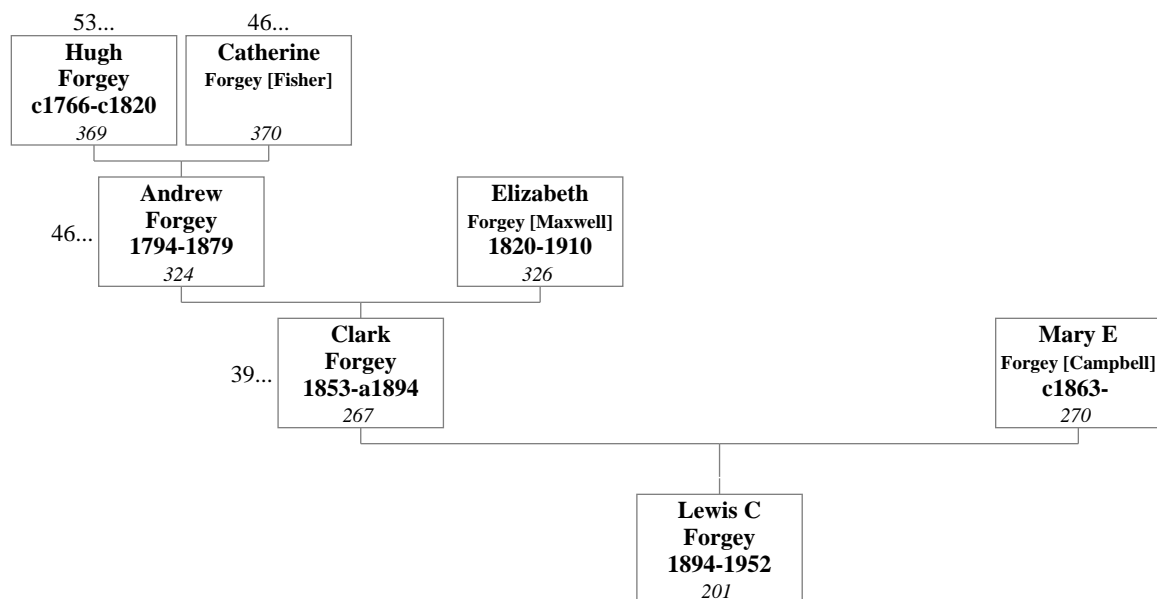 53...
46...
Hugh
Forgey
c1766-c1820
369
Catherine
Forgey [Fisher]
370
46...
Andrew
Forgey
1794-1879
324
Elizabeth
Forgey [Maxwell]
1820-1910
326
39...
Clark
Forgey
1853-a1894
267
Mary E
Forgey [Campbell]
c1863-
270
Lewis C
Forgey
1894-1952
201